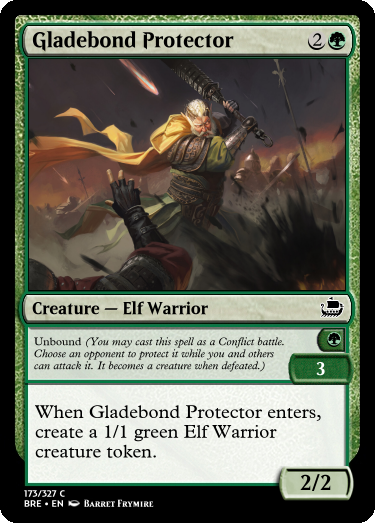 Gladebond Protector 2
Creature — Elf Warrior
Unbound (You may cast this spell as a Conflict battle.
Choose an opponent to protect it while you and others
can attack it. It becomes a creature when defeated.)
3
When Gladebond Protector enters,
create a 1/1 green Elf Warrior
creature token.
2/2
173/327 C
BRE • EN Barret Frymire